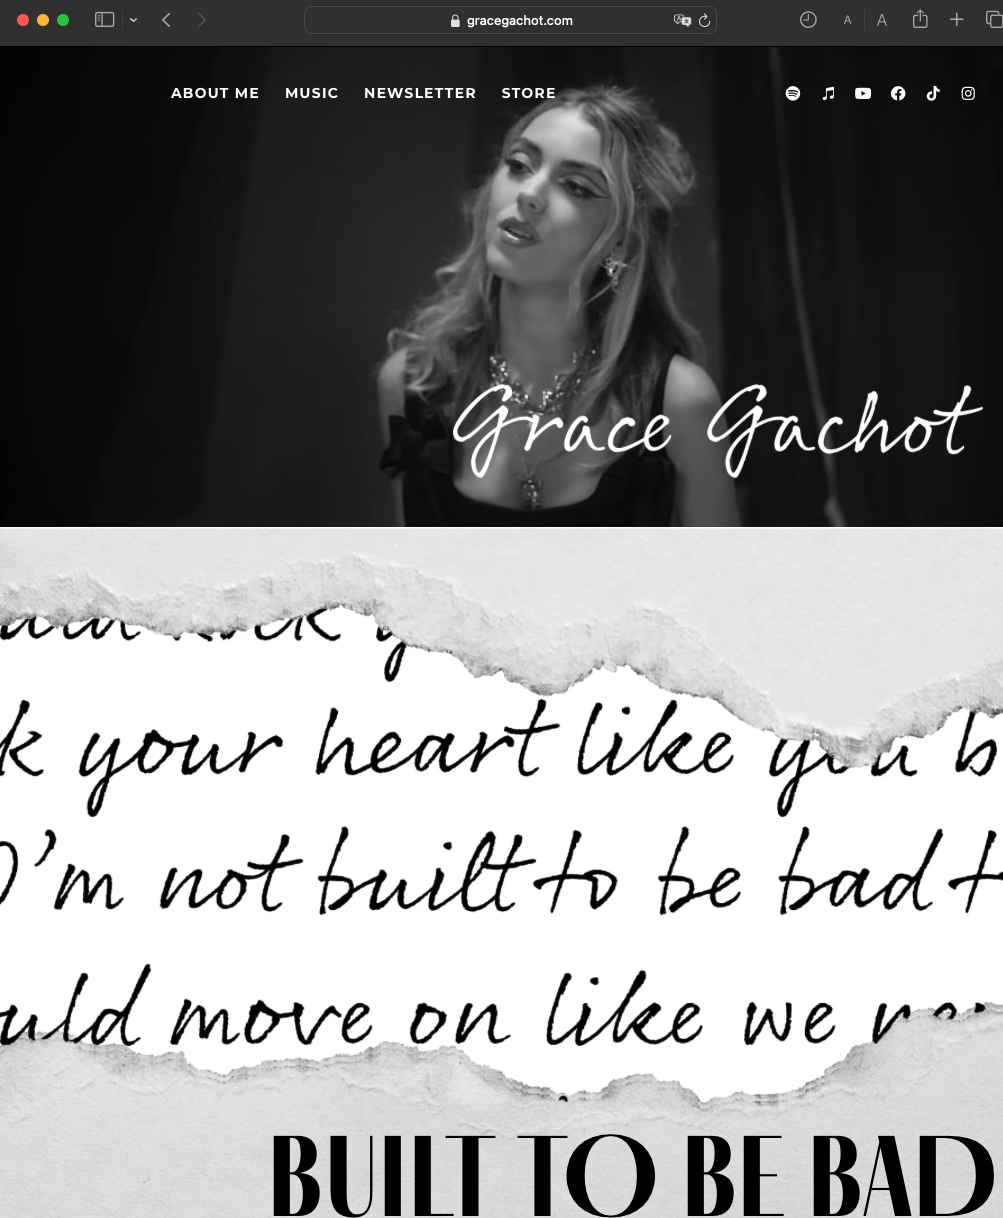 gracegachot.com
A A
ABOUT ME MUSIC NEWSLETTER STORE
Grace Gachot
your heart like you
I'm not built to be bad
move on like we
BUILT TO BE BAD